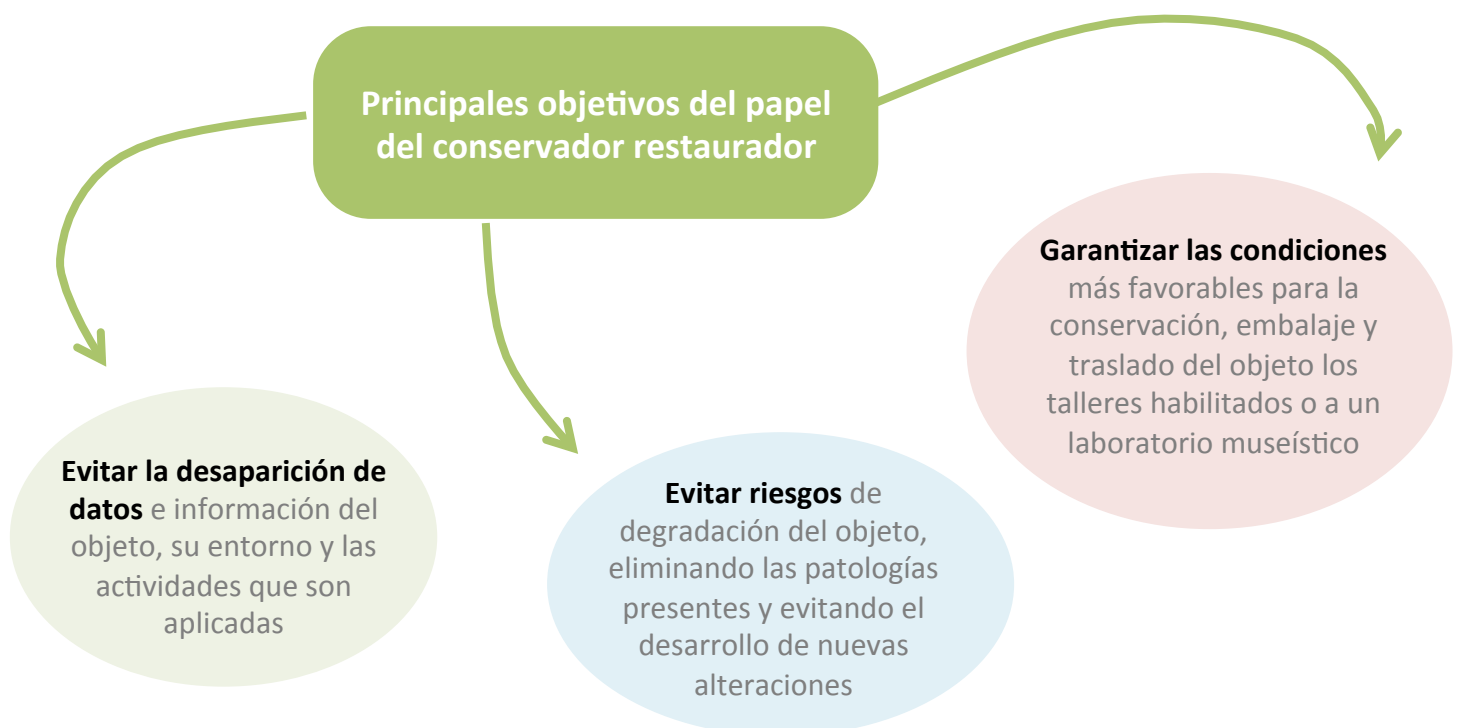 Principales objetivos del papel
del conservador restaurador
Evitar la desaparición de
datos e información del
objeto, su entorno y las
actividades que son
aplicadas
Evitar riesgos de
degradación del objeto,
eliminando las patologías
presentes y evitando el
desarrollo de nuevas
alteraciones
Garantizar las condiciones
más favorables para la
conservación, embalaje y
traslado del objeto los
talleres habilitados o a un
laboratorio museístico